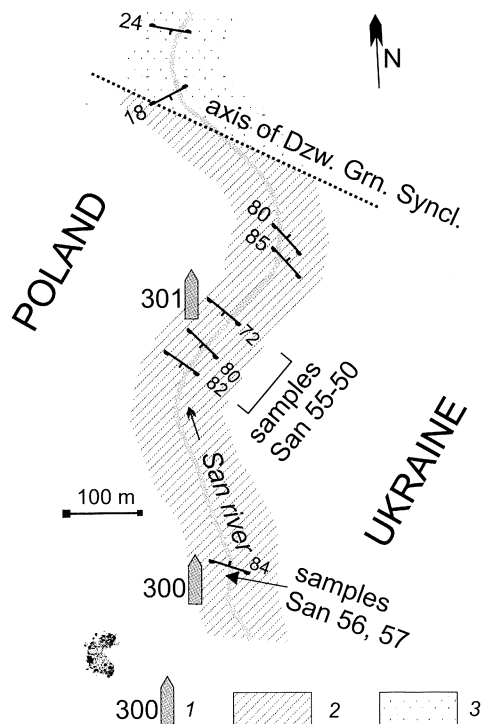 24
N
18
axis of Dzw. Grn. Syncl.
POLAND
80
85
301
72
80
82
samples
San 55-50
UKRAINE
San river
100 m
84
300
samples
San 56, 57
300 1 2 3